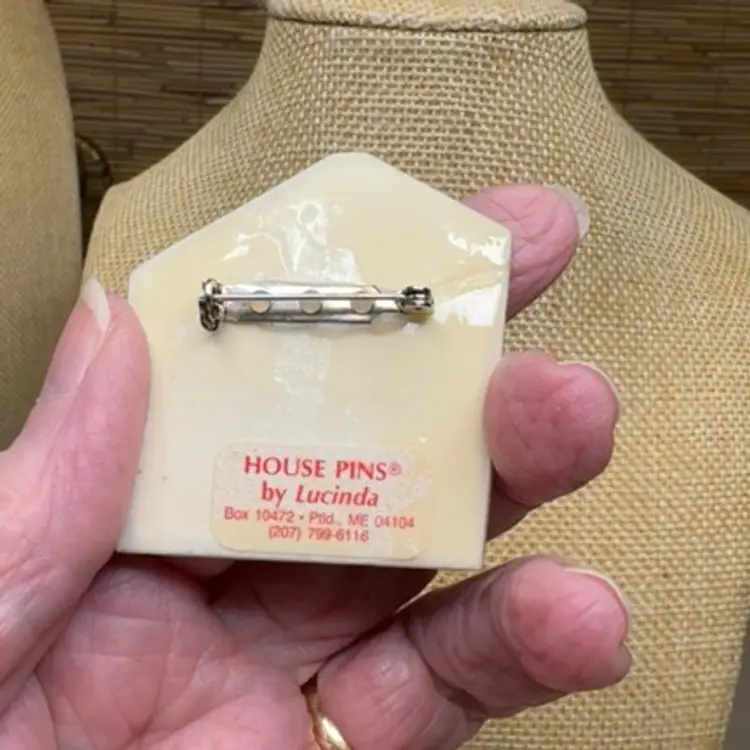 HOUSE PINS®
by Lucinda
Box 10472 • Ptld., ME 04104
(207) 799-6116